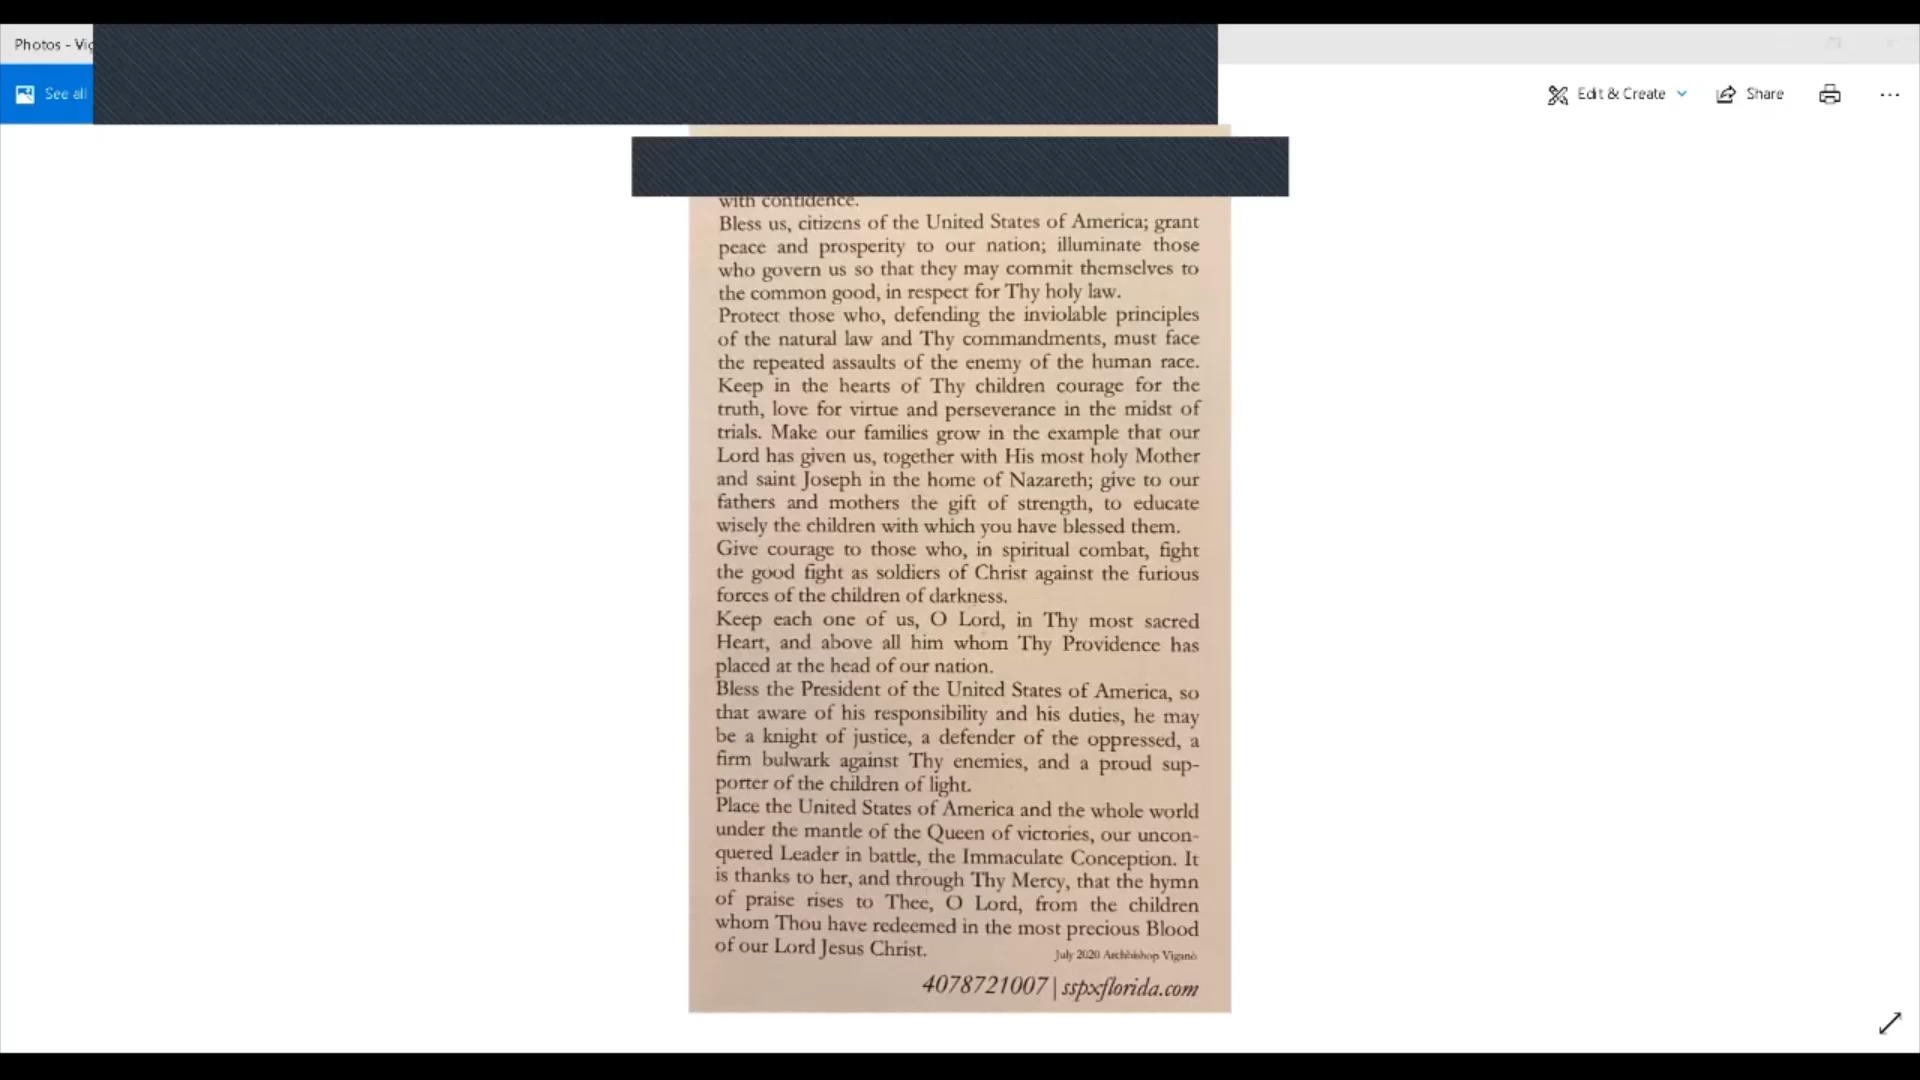 Photos - Vig
See all
Edit & Create
Share
with confidence.
Bless us, citizens of the United States of America; grant
peace and prosperity to our nation; illuminate those
who govern us so that they may commit themselves to
the common good, in respect for Thy holy law.
Protect those who, defending the inviolable principles
of the natural law and Thy commandments, must face
the repeated assaults of the enemy of the human race.
Keep in the hearts of Thy children courage for the
truth, love for virtue and perseverance in the midst of
trials. Make our families grow in the example that our
Lord has given us, together with His most holy Mother
and saint Joseph in the home of Nazareth; give to our
fathers and mothers the gift of strength, to educate
wisely the children with which you have blessed them.
Give courage to those who, in spiritual combat, fight
the good fight as soldiers of Christ against the furious
forces of the children of darkness.
Keep each one of us, O Lord, in Thy most sacred
Heart, and above all him whom Thy Providence has
placed at the head of our nation.
Bless the President of the United States of America, so
that aware of his responsibility and his duties, he may
be a knight of justice, a defender of the oppressed, a
firm bulwark against Thy enemies, and a proud sup-
porter of the children of light.
Place the United States of America and the whole world
under the mantle of the Queen of victories, our uncon-
quered Leader in battle, the Immaculate Conception. It
is thanks to her, and through Thy Mercy, that the hymn
of praise rises to Thee, O Lord, from the children
whom Thou have redeemed in the most precious Blood
of our Lord Jesus Christ.
July 2020 Archbishop Viganò
4078721007 | sspxflorida.com